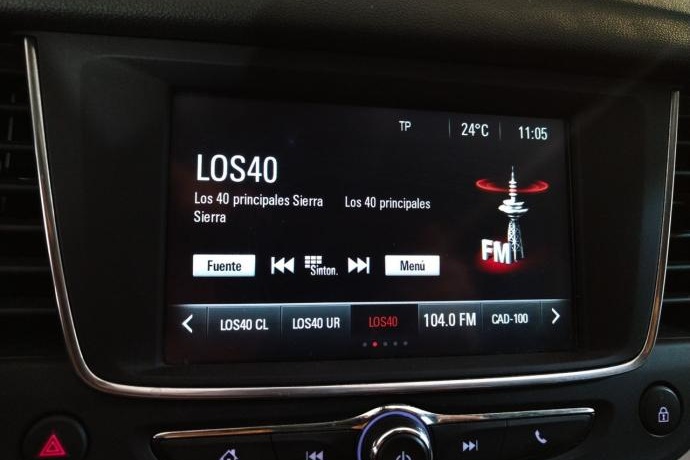 TP 24°C 11:05
LOS40
Los 40 principales Sierra Los 40 principales
Sierra
FM
Fuente Sinton. Menú
LOS40 CL LOS40 UR LOS40 104.0 FM CAD-100